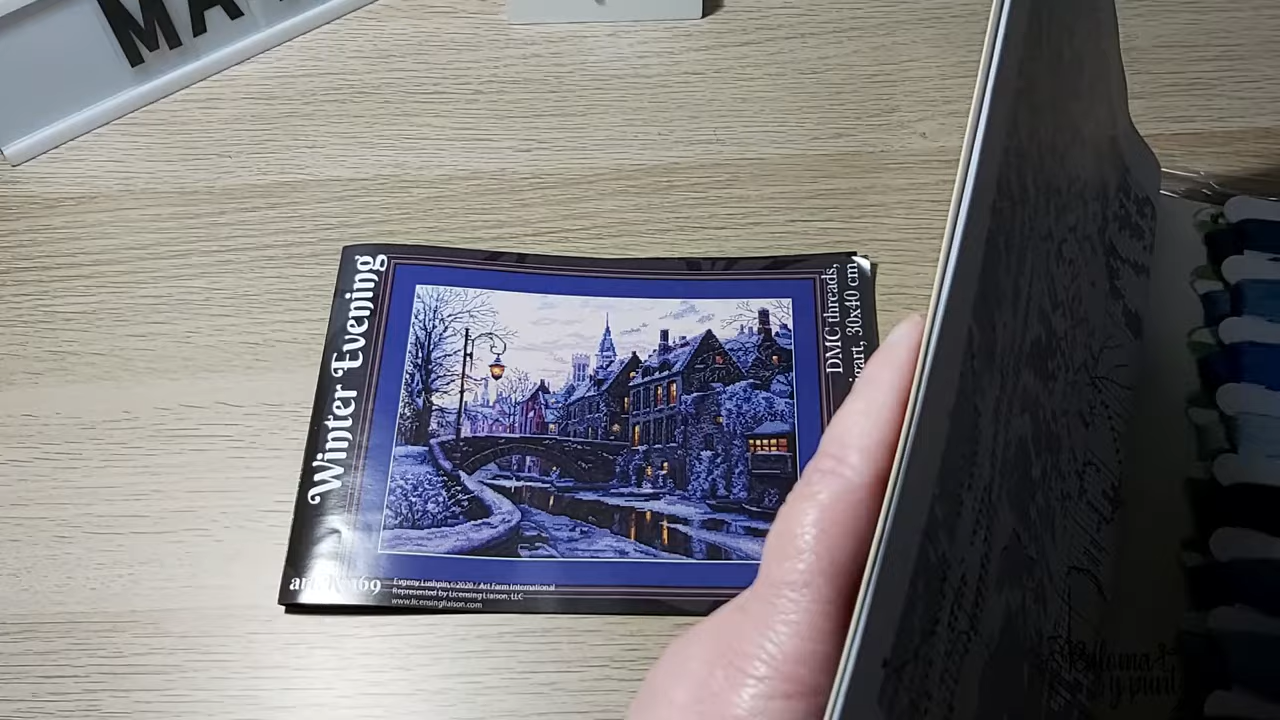 MA
Winter Evening
DMC threads,
30x40 cm
Evgeny Lushpin,©2020 / Art Farm International
Represented by Licensing Liaison, LLC
www.licensingliaison.com